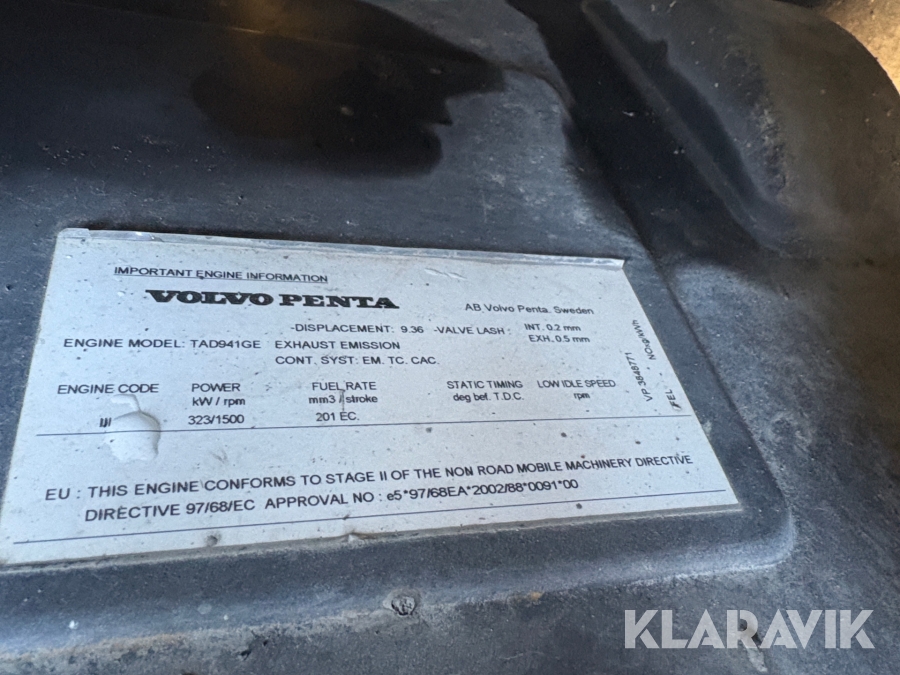 IMPORTANT ENGINE INFORMATION
VOLVO PENTA
AB Volvo Penta. Sweden
-DISPLACEMENT: 9.36 -VALVE LASH: INT. 0.2 mm
EXH. 0.5 mm
ENGINE MODEL: TAD941GE EXHAUST EMISSION
CONT. SYST: EM. TC. CAC.
ENGINE CODE POWER FUEL RATE STATIC TIMING LOW IDLE SPEED
kW / rpm mm3 / stroke deg bef. T.D.C. rpm
323/1500 201 EC.
VP 3848771
FEL NOx g/kWh
EU : THIS ENGINE CONFORMS TO STAGE II OF THE NON ROAD MOBILE MACHINERY DIRECTIVE
DIRECTIVE 97/68/EC APPROVAL NO : e5*97/68EA*2002/88*0091*00
KLARAVIK